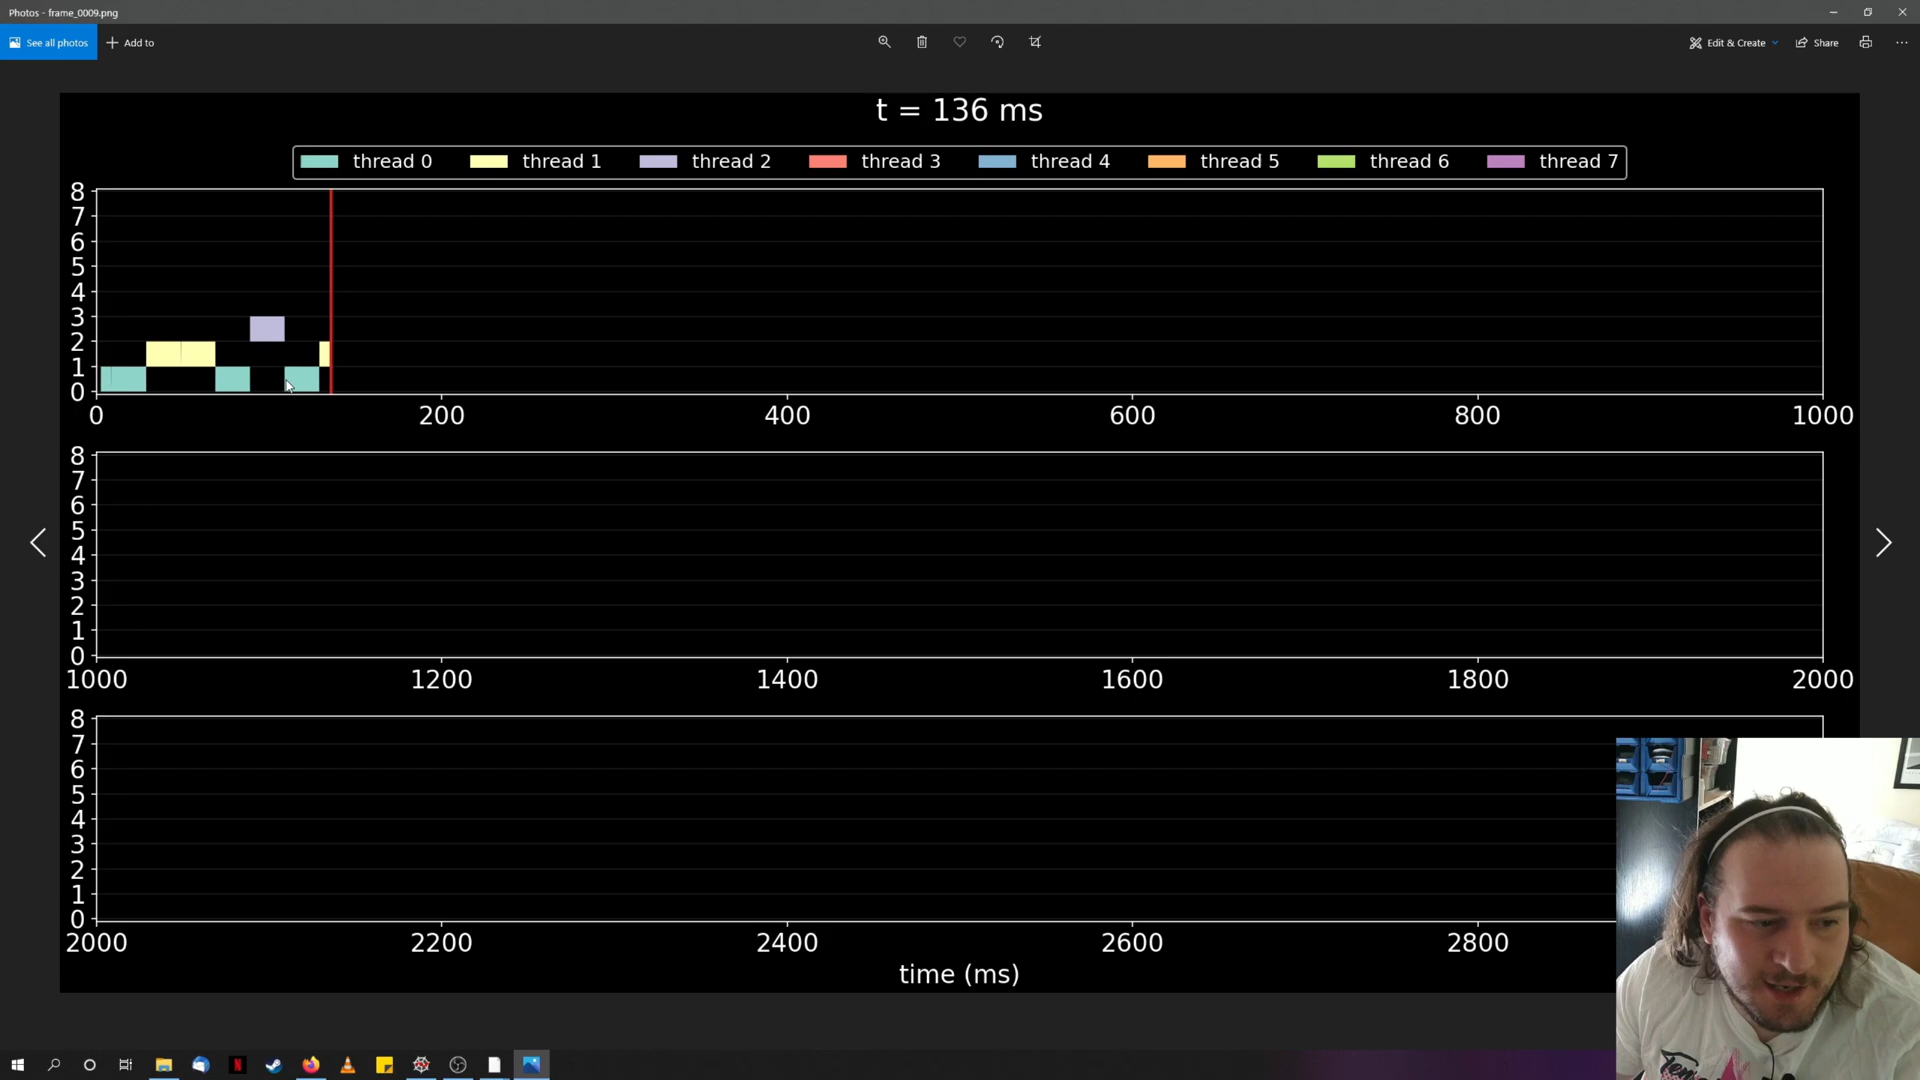 Photos - frame_0009.png
See all photos
Add to
Edit & Create
Share
t = 136 ms
thread 0 thread 1 thread 2 thread 3 thread 4 thread 5 thread 6 thread 7
8
7
6
5
4
3
2
1
0
0 200 400 600 800 1000
8
7
6
5
4
3
2
1
0
1000 1200 1400 1600 1800 2000
8
7
6
5
4
3
2
1
0
2000 2200 2400 2600 2800
time (ms)